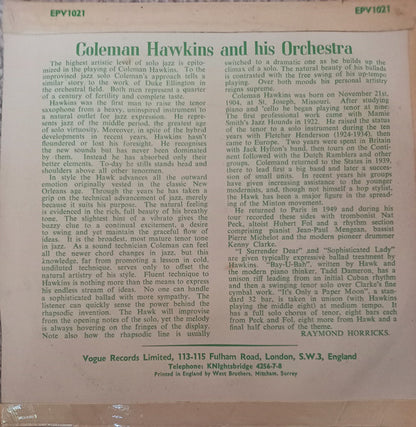 EPV1021 EPV1021
Coleman Hawkins and his Orchestra
The highest artistic level of solo jazz is epito-
mized in the playing of Coleman Hawkins. To the
improvised jazz solo Coleman's approach tells a
similar story to the work of Duke Ellington in the
orchestral field. Both men represent a quarter
of a century of fertility and complete taste.
Hawkins was the first man to raise the tenor
saxophone from a heavy, uninspired instrument to
a natural outlet for jazz expression. He repre-
sents jazz of the middle period, the greatest age
of solo virtuosity. Moreover, in spite of the hybrid
developments in recent years, Hawkins hasn't
floundered or lost his foresight. He recognises
the new sounds but has never been dominated
by them. Instead he has absorbed only their
better elements. To-day he still stands head and
shoulders above all other tenormen.
In style the Hawk advances all the outward
emotion originally nested in the classic New
Orleans age. Through the years he has taken a
grip on the technical advancement of jazz, merely
because it suits his purpose. The natural feeling
is evidenced in the rich, full beauty of his breathy
tone. The slightest hint of a vibrato gives the
buzzy clue to a continual excitement, a desire
to swing and yet maintain the graceful flow of
ideas. It is the broadest, most mature tenor tone
in jazz. As a sound technician Coleman can feel
all the newer chord changes in jazz, but this
knowledge, far from promoting a lesson in cold,
undiluted technique, serves only to offset the
natural artistry of his style. Fluent technique to
Hawkins is nothing more than the means to express
his endless stream of ideas. No one can handle
a sophisticated ballad with more sympathy. The
listener can quickly sense the power behind the
rhapsodic invention. The Hawk will improvise
from the opening notes of the solo, yet the melody
is always hovering on the fringes of the display.
Note also how the rhapsodic line is usually
switched to a dramatic one as he builds up the
climax of a solo. The natural beauty of his ballads
is contrasted with the free swing of his up-tempo
playing. Over both moods his personal artistry
reigns supreme.
Coleman Hawkins was born on November 21st,
1904, at St. Joseph, Missouri. After studying
piano and 'cello he began playing tenor at nine.
The first professional work came with Mamie
Smith's Jazz Hounds in 1922. He raised the status
of the tenor to a solo instrument during the ten
years with Fletcher Henderson (1924-1934), then
came to Europe. Two years were spent in Britain
with Jack Hylton's band, then tours on the Conti-
nent followed with the Dutch Ramblers and other
groups. Coleman returned to the States in 1939,
there to lead first a big band and later a succes-
sion of small units. In recent years his groups
have given increasing assistance to the younger
modernists, and, though not himself a bop stylist,
the Hawk has been a major figure in the spread-
ing of the Minton movement.
He returned to Paris in 1949 and during his
tour recorded these sides with trombonist Nat
Peck, altoist Hubert Fol and a rhythm section
comprising pianist Jean-Paul Mengeon, bassist
Pierre Michelot and the modern pioneer drummer
Kenny Clarke.
"I Surrender Dear" and "Sophisticated Lady"
are given typically expressive ballad treatment by
Hawkins. "Bay-U-Bah", written by Hawk and
the modern piano thinker, Tadd Dameron, has a
unison riff leading from an initial Cuban rhythm
and then a swinging tenor solo over Clarke's fine
cymbal work. "It's Only a Paper Moon", a stan-
dard 32 bar, is taken in unison (with Hawkins
playing the middle eight) at medium tempo. It
has a full solo chorus of tenor, eight bars each
from Peck and Fol, eight more from Hawk and a
final half chorus of the theme.
RAYMOND HORRICKS.
Vogue Records Limited, 113-115 Fulham Road, London, S.W.3, England
Telephone: KNIghtsbridge 4256-7-8
Printed in England by West Brothers, Mitcham, Surrey